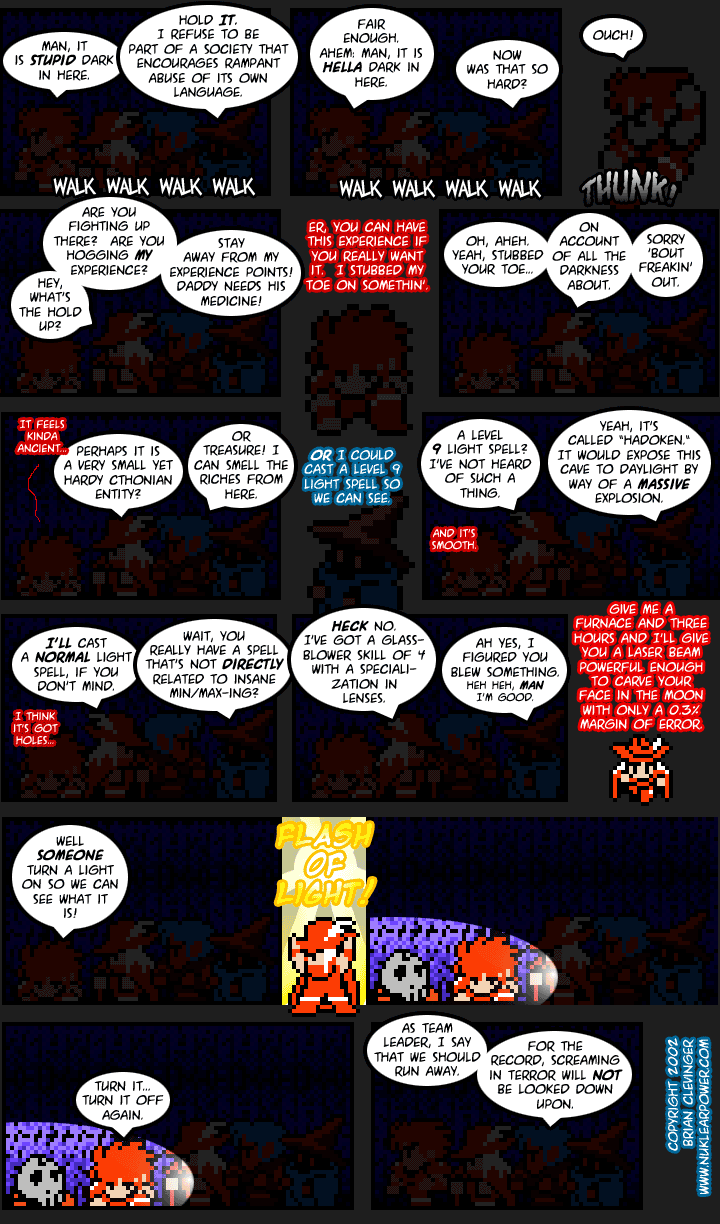 MAN, IT
IS STUPID DARK
IN HERE.
HOLD IT.
I REFUSE TO BE
PART OF A SOCIETY THAT
ENCOURAGES RAMPANT
ABUSE OF ITS OWN
LANGUAGE.
WALK WALK WALK WALK
FAIR
ENOUGH.
AHEM: MAN, IT IS
HELLA DARK IN
HERE.
NOW
WAS THAT SO
HARD?
WALK WALK WALK WALK
OUCH!
THUNK!
HEY,
WHAT'S
THE HOLD
UP?
ARE YOU
FIGHTING UP
THERE? ARE YOU
HOGGING MY
EXPERIENCE?
STAY
AWAY FROM MY
EXPERIENCE POINTS!
DADDY NEEDS HIS
MEDICINE!
ER, YOU CAN HAVE
THIS EXPERIENCE IF
YOU REALLY WANT
IT. I STUBBED MY
TOE ON SOMETHIN'.
OH, AHEH.
YEAH, STUBBED
YOUR TOE...
ON
ACCOUNT
OF ALL THE
DARKNESS
ABOUT.
SORRY
'BOUT
FREAKIN'
OUT.
IT FEELS
KINDA
ANCIENT...
PERHAPS IT IS
A VERY SMALL YET
HARDY CTHONIAN
ENTITY?
OR
TREASURE! I
CAN SMELL THE
RICHES FROM
HERE.
OR I COULD
CAST A LEVEL 9
LIGHT SPELL SO
WE CAN SEE.
A LEVEL
9 LIGHT SPELL?
I'VE NOT HEARD
OF SUCH A
THING.
AND IT'S
SMOOTH.
YEAH, IT'S
CALLED "HADOKEN."
IT WOULD EXPOSE THIS
CAVE TO DAYLIGHT BY
WAY OF A MASSIVE
EXPLOSION.
I'LL CAST
A NORMAL LIGHT
SPELL, IF YOU
DON'T MIND.
I THINK
IT'S GOT
HOLES...
WAIT, YOU
REALLY HAVE A SPELL
THAT'S NOT DIRECTLY
RELATED TO INSANE
MIN/MAX-ING?
HECK NO.
I'VE GOT A GLASS-
BLOWER SKILL OF 4
WITH A SPECIALI-
ZATION IN
LENSES.
AH YES, I
FIGURED YOU
BLEW SOMETHING.
HEH HEH, MAN
I'M GOOD.
GIVE ME A
FURNACE AND THREE
HOURS AND I'LL GIVE
YOU A LASER BEAM
POWERFUL ENOUGH
TO CARVE YOUR
FACE IN THE MOON
WITH ONLY A 0.3%
MARGIN OF ERROR.
WELL
SOMEONE
TURN A LIGHT
ON SO WE CAN
SEE WHAT IT
IS!
FLASH
OF
LIGHT!
TURN IT...
TURN IT OFF
AGAIN.
AS TEAM
LEADER, I SAY
THAT WE SHOULD
RUN AWAY.
FOR THE
RECORD, SCREAMING
IN TERROR WILL NOT
BE LOOKED DOWN
UPON.
COPYRIGHT 2002
BRIAN CLEVINGER
WWW.NUKLEARPOWER.COM